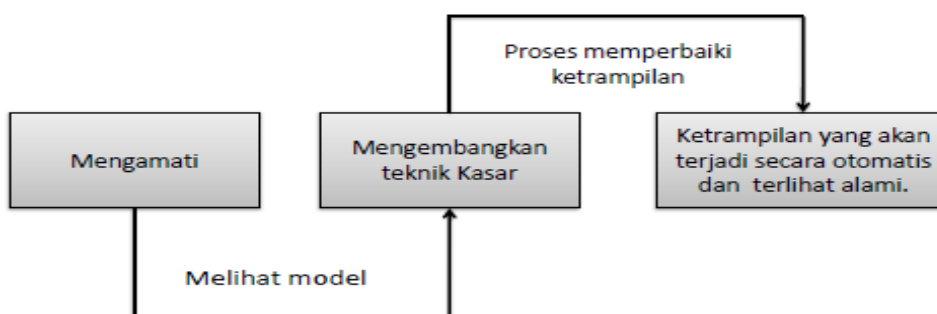 Proses memperbaiki
ketrampilan
Mengamati
Mengembangkan
teknik Kasar
Ketrampilan yang akan
terjadi secara otomatis
dan terlihat alami.
Melihat model